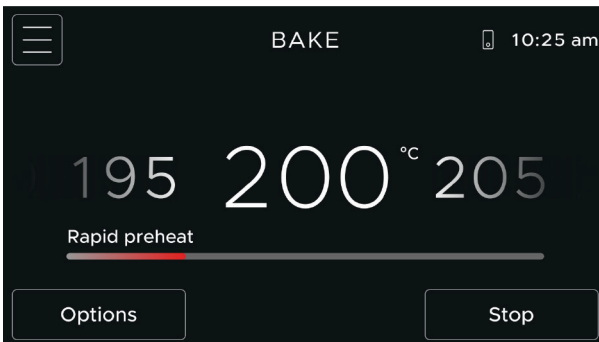 BAKE
10:25 am
195 200 °C 205
Rapid preheat
Options
Stop